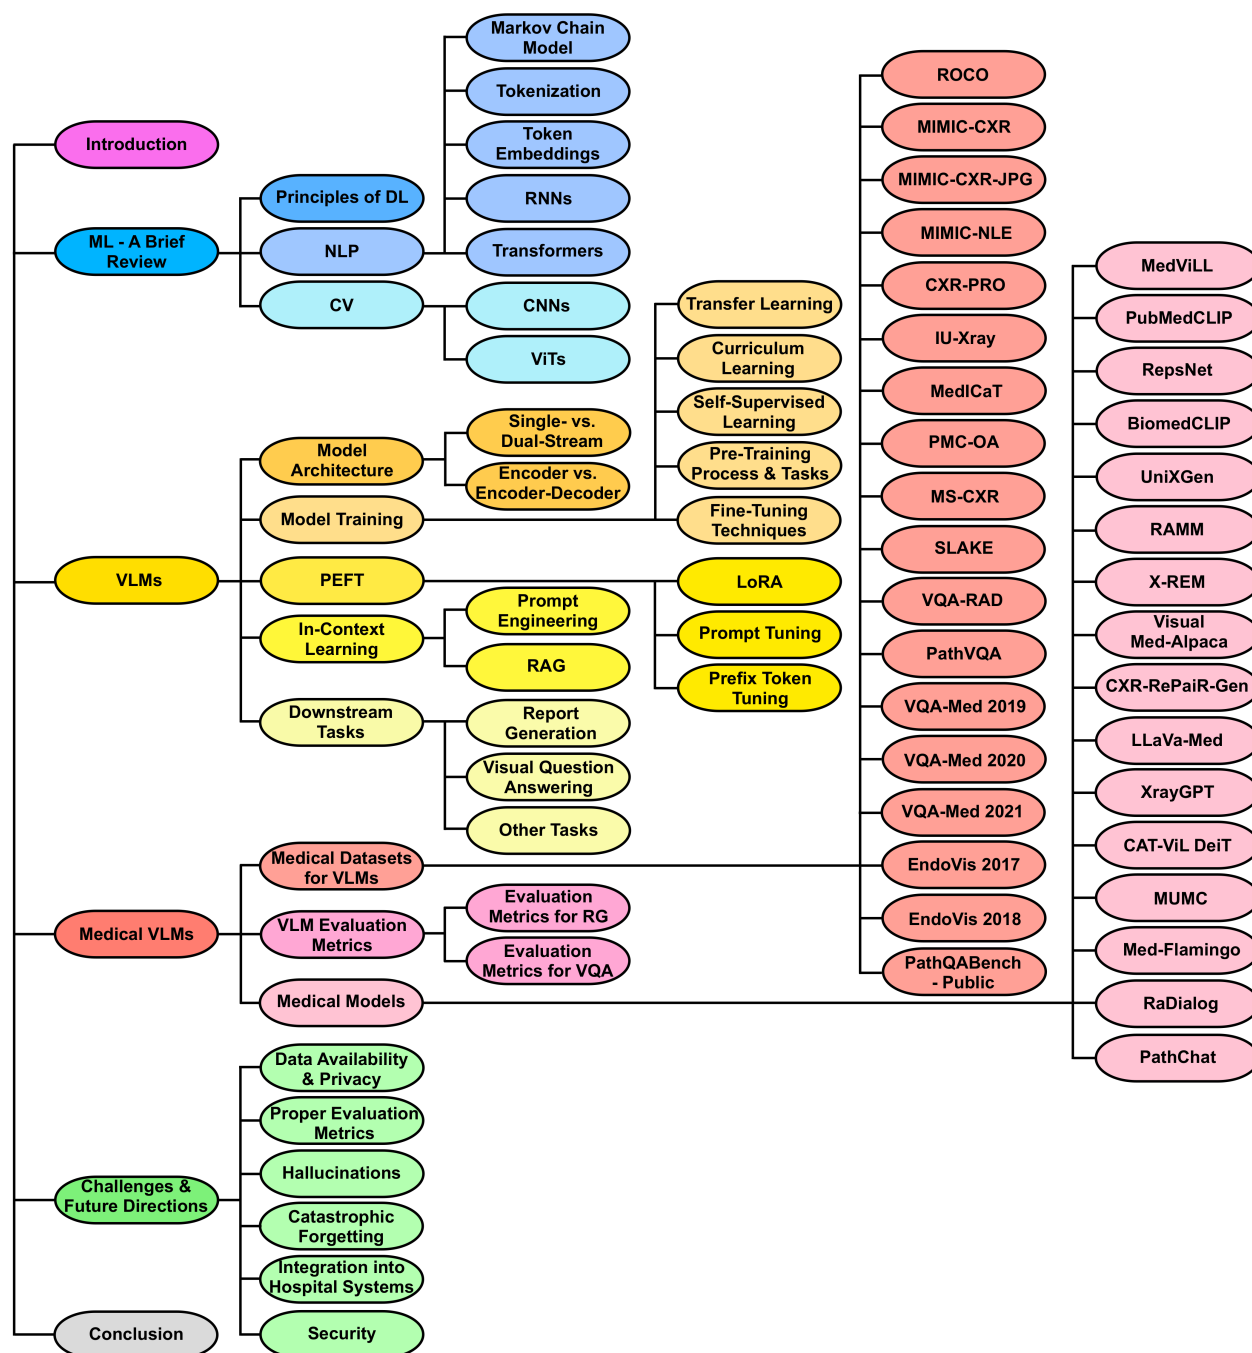 Introduction
ML - A Brief
Review
Principles of DL
NLP
CV
Markov Chain
Model
Tokenization
Token
Embeddings
RNNs
Transformers
CNNs
ViTs
VLMs
Model
Architecture
Model Training
PEFT
In-Context
Learning
Downstream
Tasks
Single- vs.
Dual-Stream
Encoder vs.
Encoder-Decoder
Transfer Learning
Curriculum
Learning
Self-Supervised
Learning
Pre-Training
Process & Tasks
Fine-Tuning
Techniques
LoRA
Prompt Tuning
Prefix Token
Tuning
Prompt
Engineering
RAG
Report
Generation
Visual Question
Answering
Other Tasks
Medical VLMs
Medical Datasets
for VLMs
VLM Evaluation
Metrics
Medical Models
Evaluation
Metrics for RG
Evaluation
Metrics for VQA
ROCO
MIMIC-CXR
MIMIC-CXR-JPG
MIMIC-NLE
CXR-PRO
IU-Xray
MedICaT
PMC-OA
MS-CXR
SLAKE
VQA-RAD
PathVQA
VQA-Med 2019
VQA-Med 2020
VQA-Med 2021
EndoVis 2017
EndoVis 2018
PathQABench
- Public
MedViLL
PubMedCLIP
RepsNet
BiomedCLIP
UniXGen
RAMM
X-REM
Visual
Med-Alpaca
CXR-RePaiR-Gen
LLaVa-Med
XrayGPT
CAT-ViL DeiT
MUMC
Med-Flamingo
RaDialog
PathChat
Challenges &
Future Directions
Data Availability
& Privacy
Proper Evaluation
Metrics
Hallucinations
Catastrophic
Forgetting
Integration into
Hospital Systems
Security
Conclusion